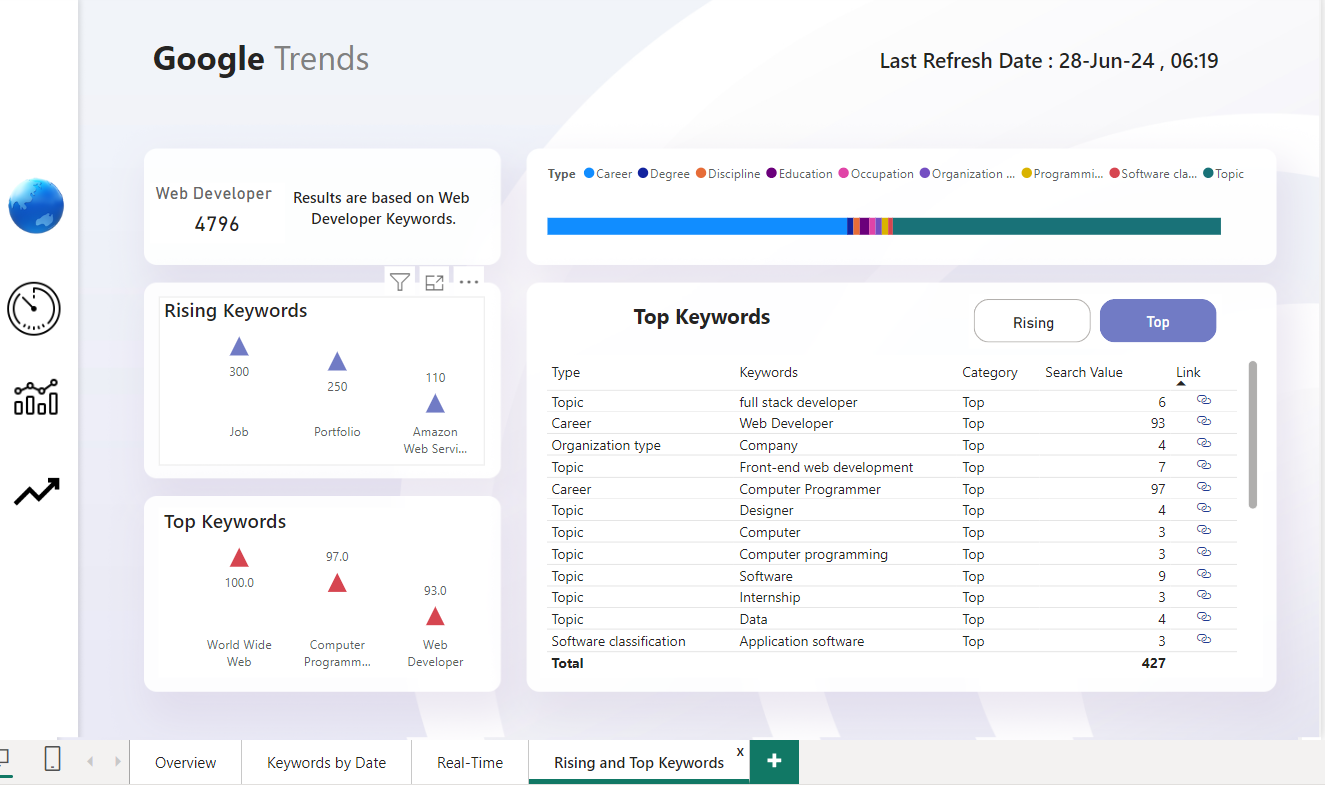 Google Trends
Last Refresh Date : 28-Jun-24 , 06:19
Web Developer
4796
Results are based on Web
Developer Keywords.
Type Career Degree Discipline Education Occupation Organization ... Programmi... Software cla... Topic
Rising Keywords
300
250
110
Job
Portfolio
Amazon
Web Servi...
Top Keywords
100.0
97.0
93.0
World Wide
Web
Computer
Programm...
Web
Developer
Top Keywords
Rising
Top
Type Keywords Category Search Value Link
Topic full stack developer Top 6
Career Web Developer Top 93
Organization type Company Top 4
Topic Front-end web development Top 7
Career Computer Programmer Top 97
Topic Designer Top 4
Topic Computer Top 3
Topic Computer programming Top 3
Topic Software Top 9
Topic Internship Top 3
Topic Data Top 4
Software classification Application software Top 3
Total 427
Overview
Keywords by Date
Real-Time
Rising and Top Keywords x
+